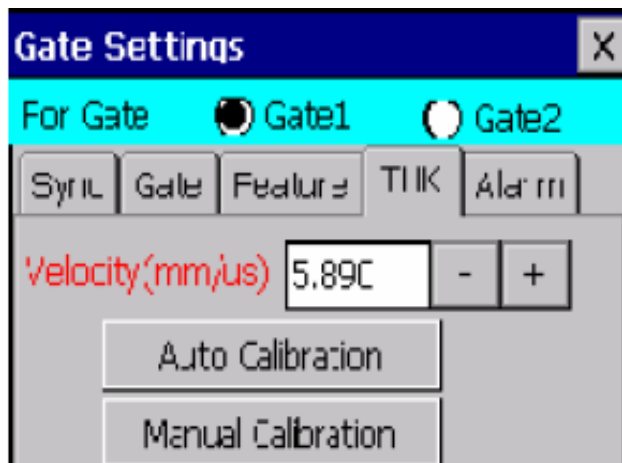 Gate Settings X
For Gate Gate1 Gate2
Sync Gate Feature THK Alarm
Velocity(mm/us) 5.890 - +
Auto Calibration
Manual Calibration